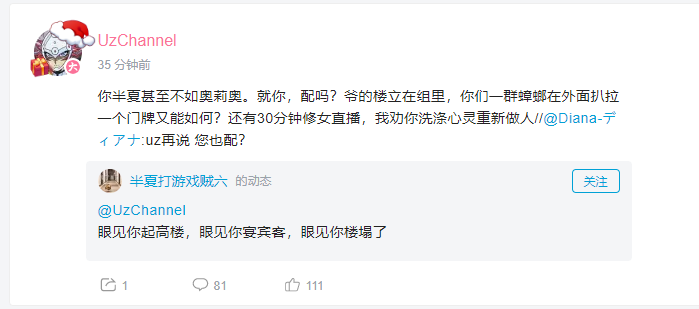 UzChannel
35 分钟前
你半夏甚至不如奥莉奥。就你，配吗？爷的楼立在组里，你们一群蟑螂在外面扒拉
一个门牌又能如何？还有30分钟修女直播，我劝你洗涤心灵重新做人//@Diana-デ
ィアナ:uz再说 您也配？
半夏打游戏贼六 的动态 关注
@UzChannel
眼见你起高楼，眼见你宴宾客，眼见你楼塌了
1 81 111